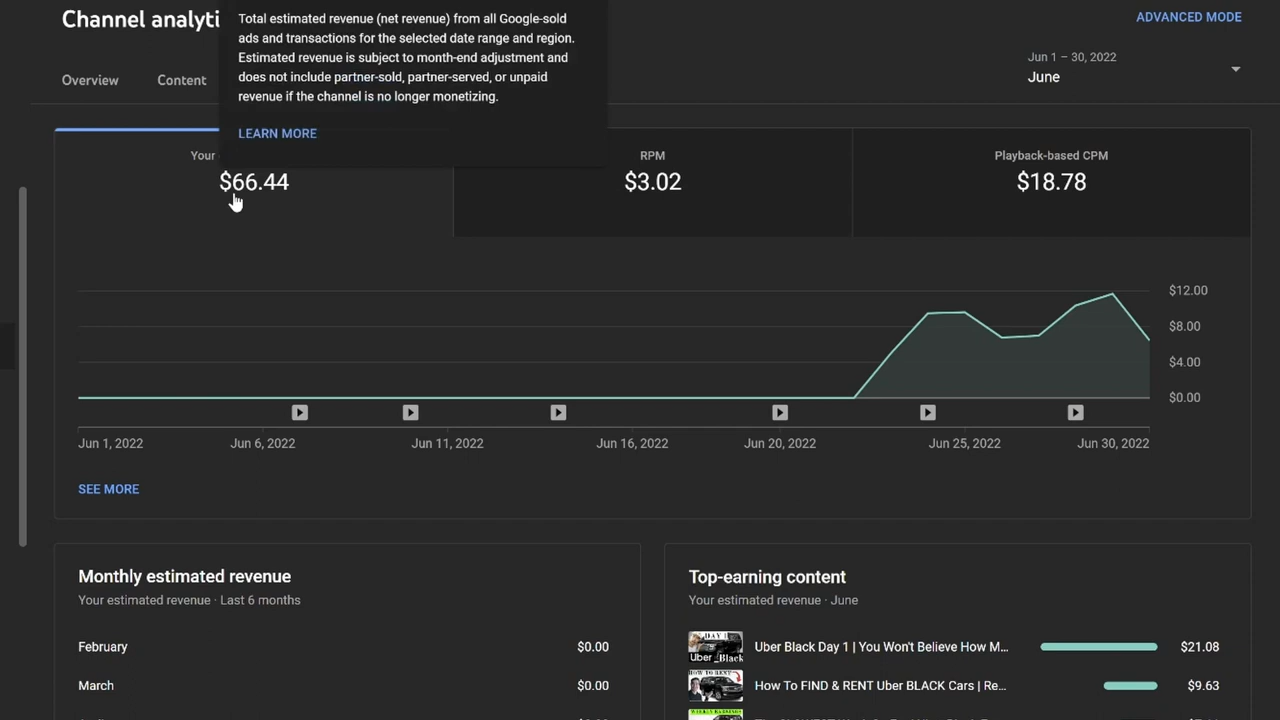 Channel analyti
Total estimated revenue (net revenue) from all Google-sold
ads and transactions for the selected date range and region.
Estimated revenue is subject to month-end adjustment and
does not include partner-sold, partner-served, or unpaid
revenue if the channel is no longer monetizing.
LEARN MORE
ADVANCED MODE
Overview
Content
Jun 1 – 30, 2022
June
Your
$66.44
RPM
$3.02
Playback-based CPM
$18.78
$12.00
$8.00
$4.00
$0.00
Jun 1, 2022
Jun 6, 2022
Jun 11, 2022
Jun 16, 2022
Jun 20, 2022
Jun 25, 2022
Jun 30, 2022
SEE MORE
Monthly estimated revenue
Your estimated revenue · Last 6 months
February
$0.00
March
$0.00
Top-earning content
Your estimated revenue · June
DAY 1
Uber Black
Uber Black Day 1 | You Won't Believe How M...
$21.08
HOW TO RENT
How To FIND & RENT Uber BLACK Cars | Re...
$9.63